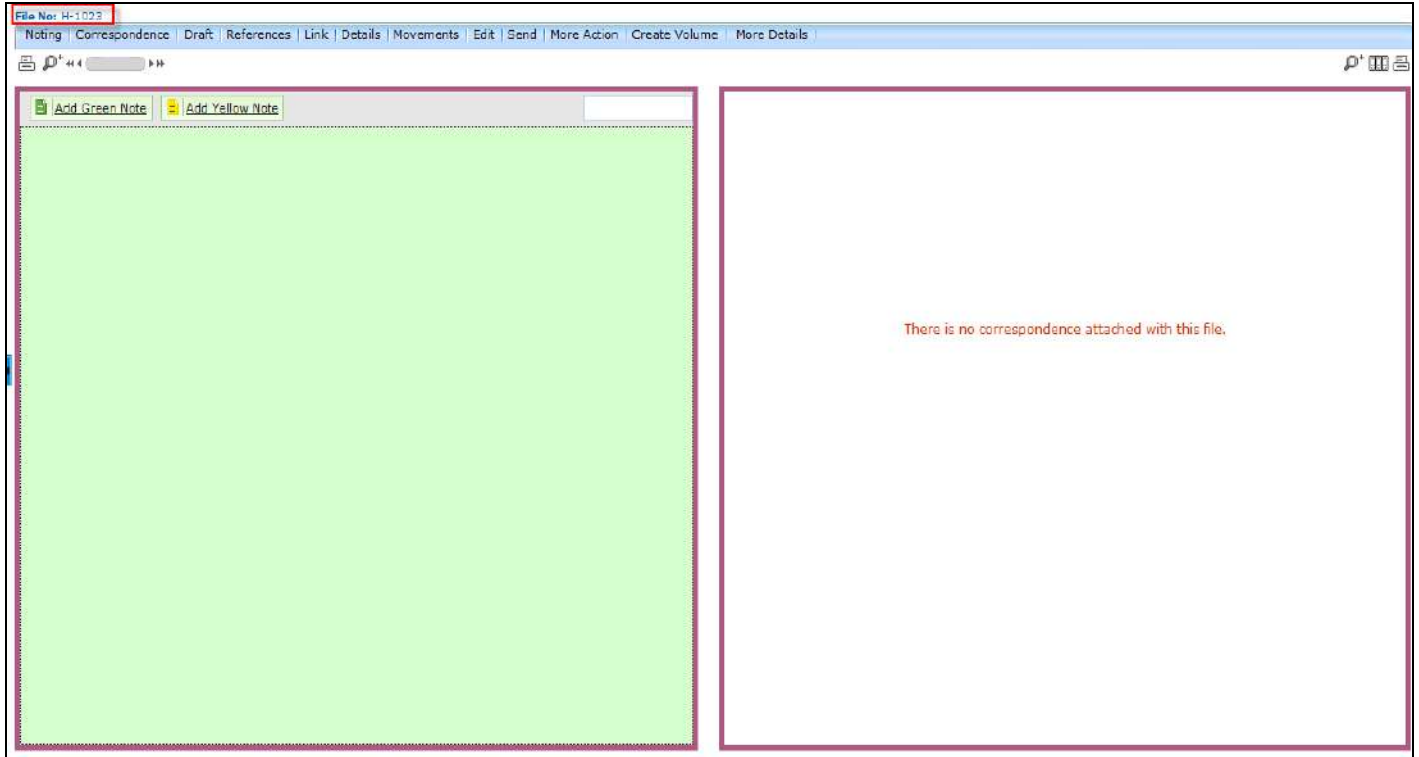 File No: H-1023
Noting | Correspondence | Draft | References | Link | Details | Movements | Edit | Send | More Action | Create Volume | More Details |
Add Green Note Add Yellow Note
There is no correspondence attached with this file.